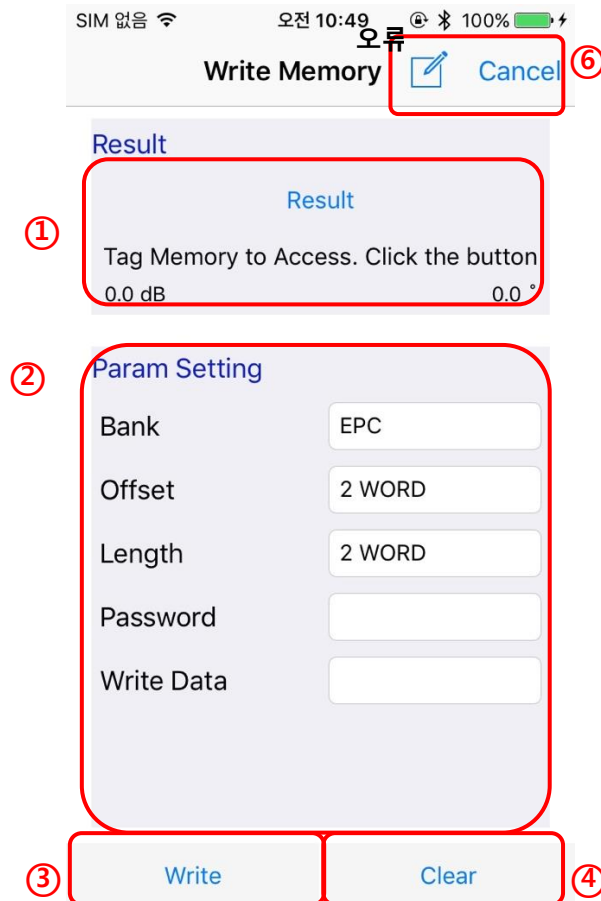 SIM 없음 오전 10:49 100%
오류
Write Memory Cancel ⑥
Result
① Result
Tag Memory to Access. Click the button
0.0 dB 0.0 °
② Param Setting
Bank EPC
Offset 2 WORD
Length 2 WORD
Password
Write Data
③ Write Clear ④